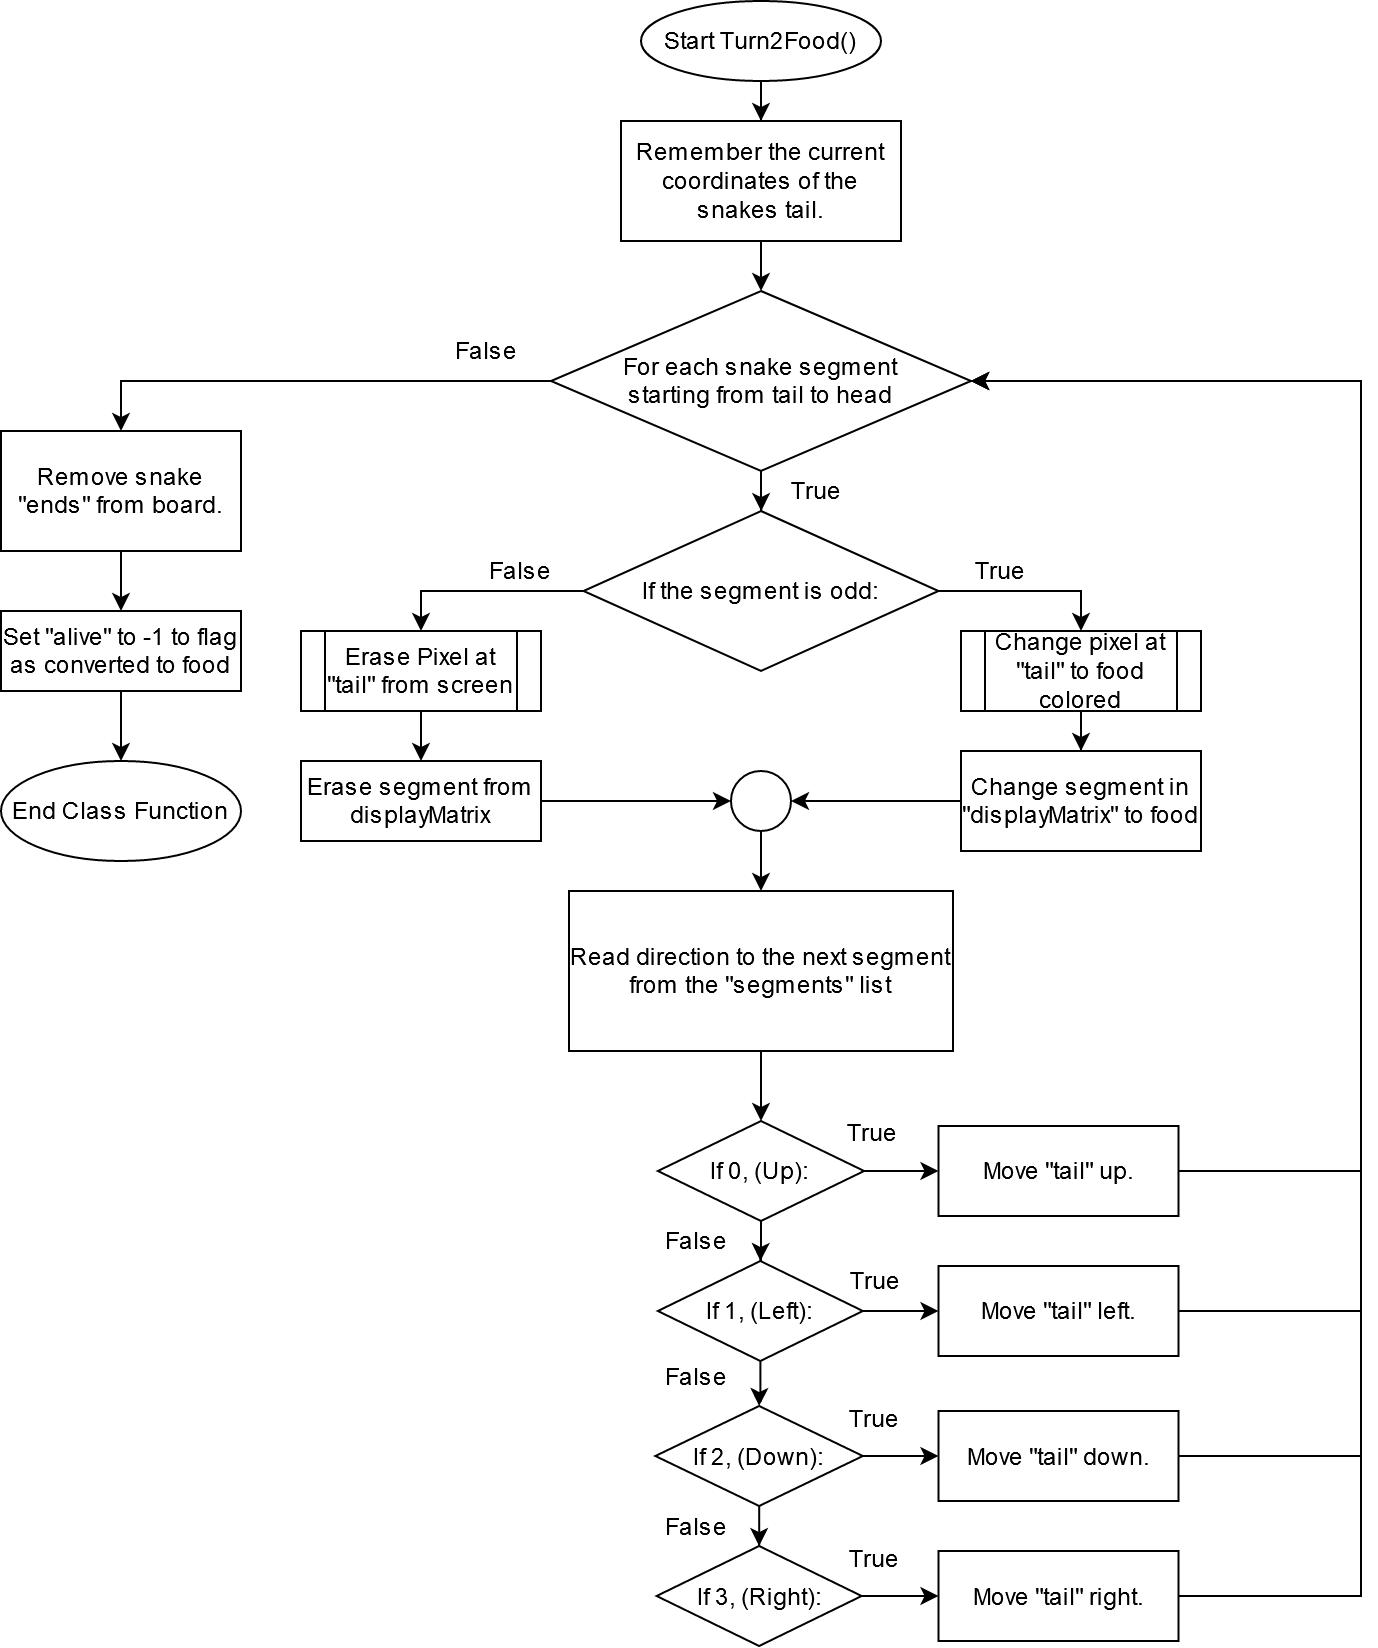 Start Turn2Food()
Remember the current
coordinates of the
snakes tail.
For each snake segment
starting from tail to head
False
True
Remove snake
"ends" from board.
Set "alive" to -1 to flag
as converted to food
End Class Function
If the segment is odd:
False
True
Erase Pixel at
"tail" from screen
Change pixel at
"tail" to food
colored
Erase segment from
displayMatrix
Change segment in
"displayMatrix" to food
Read direction to the next segment
from the "segments" list
If 0, (Up):
True
Move "tail" up.
False
If 1, (Left):
True
Move "tail" left.
False
If 2, (Down):
True
Move "tail" down.
False
If 3, (Right):
True
Move "tail" right.